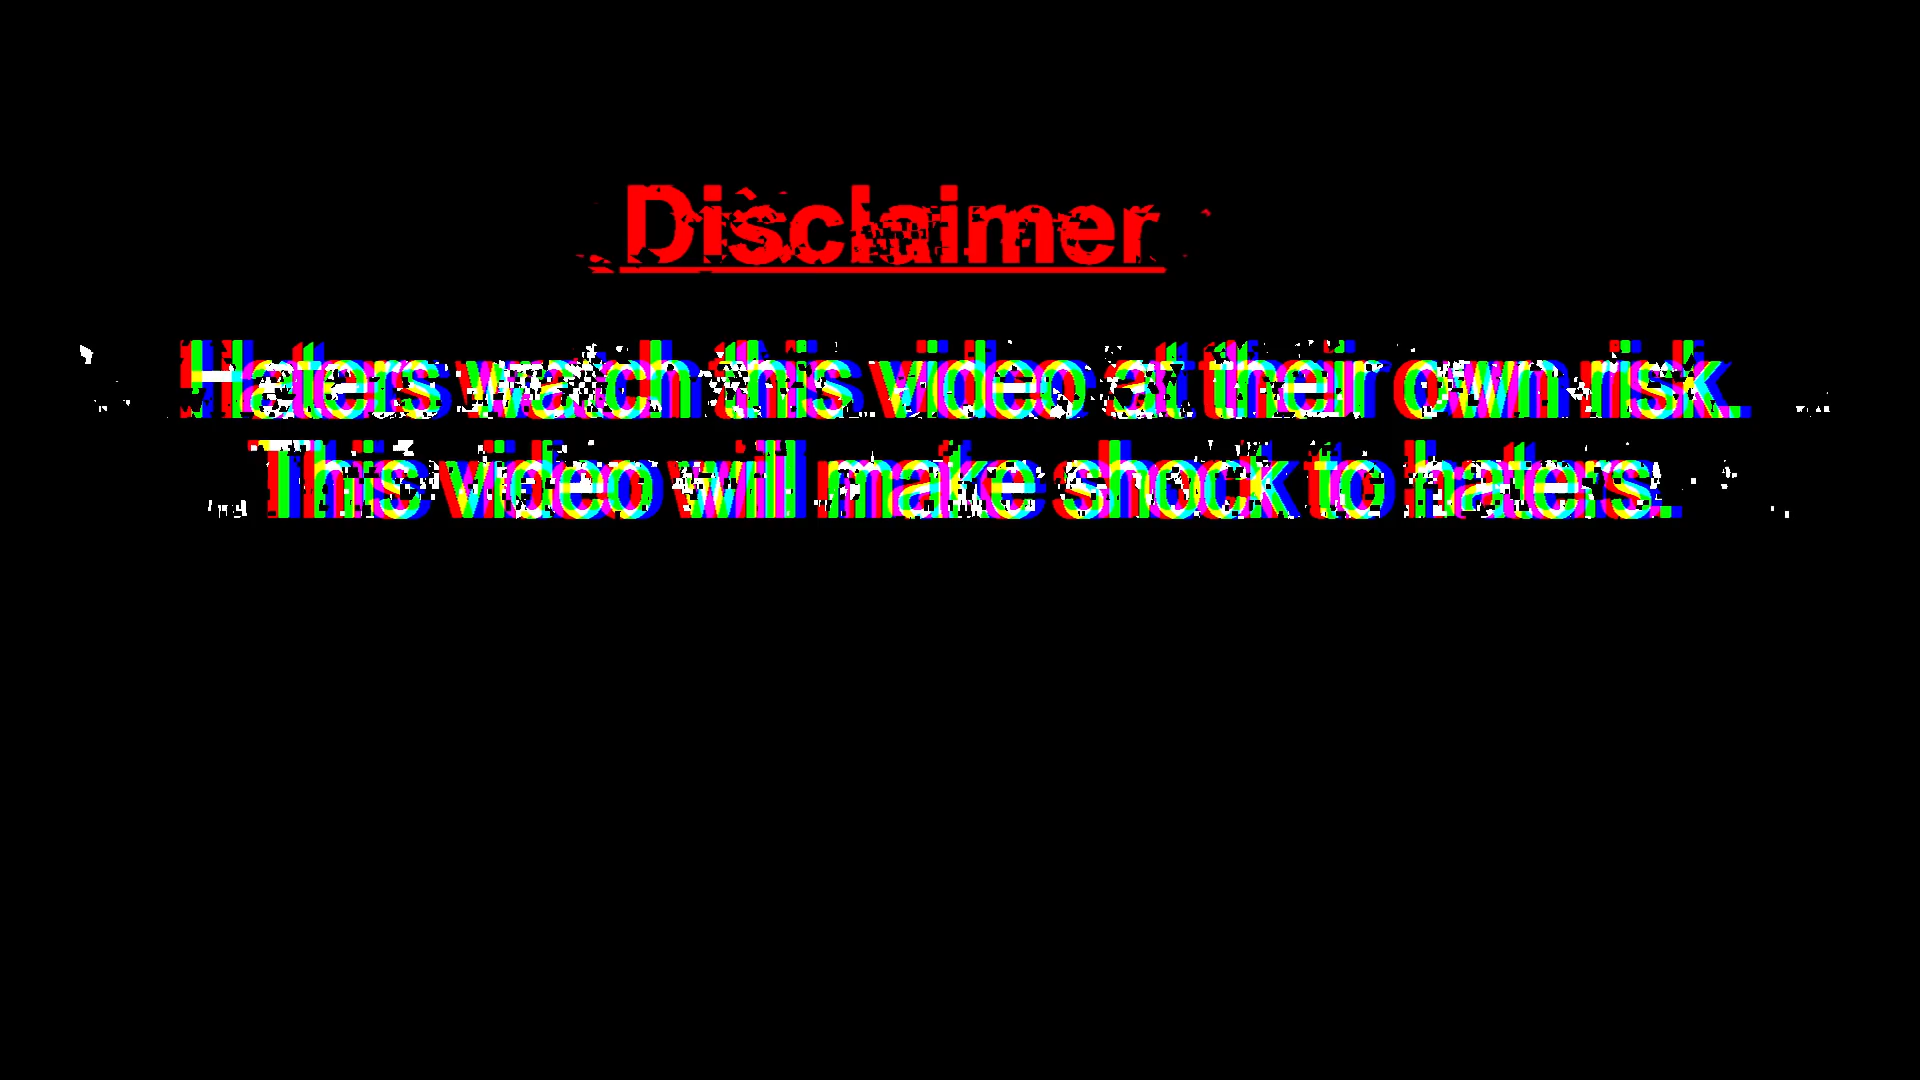 Disclaimer
Haters watch this video at their own risk.
This video will make shock to haters.